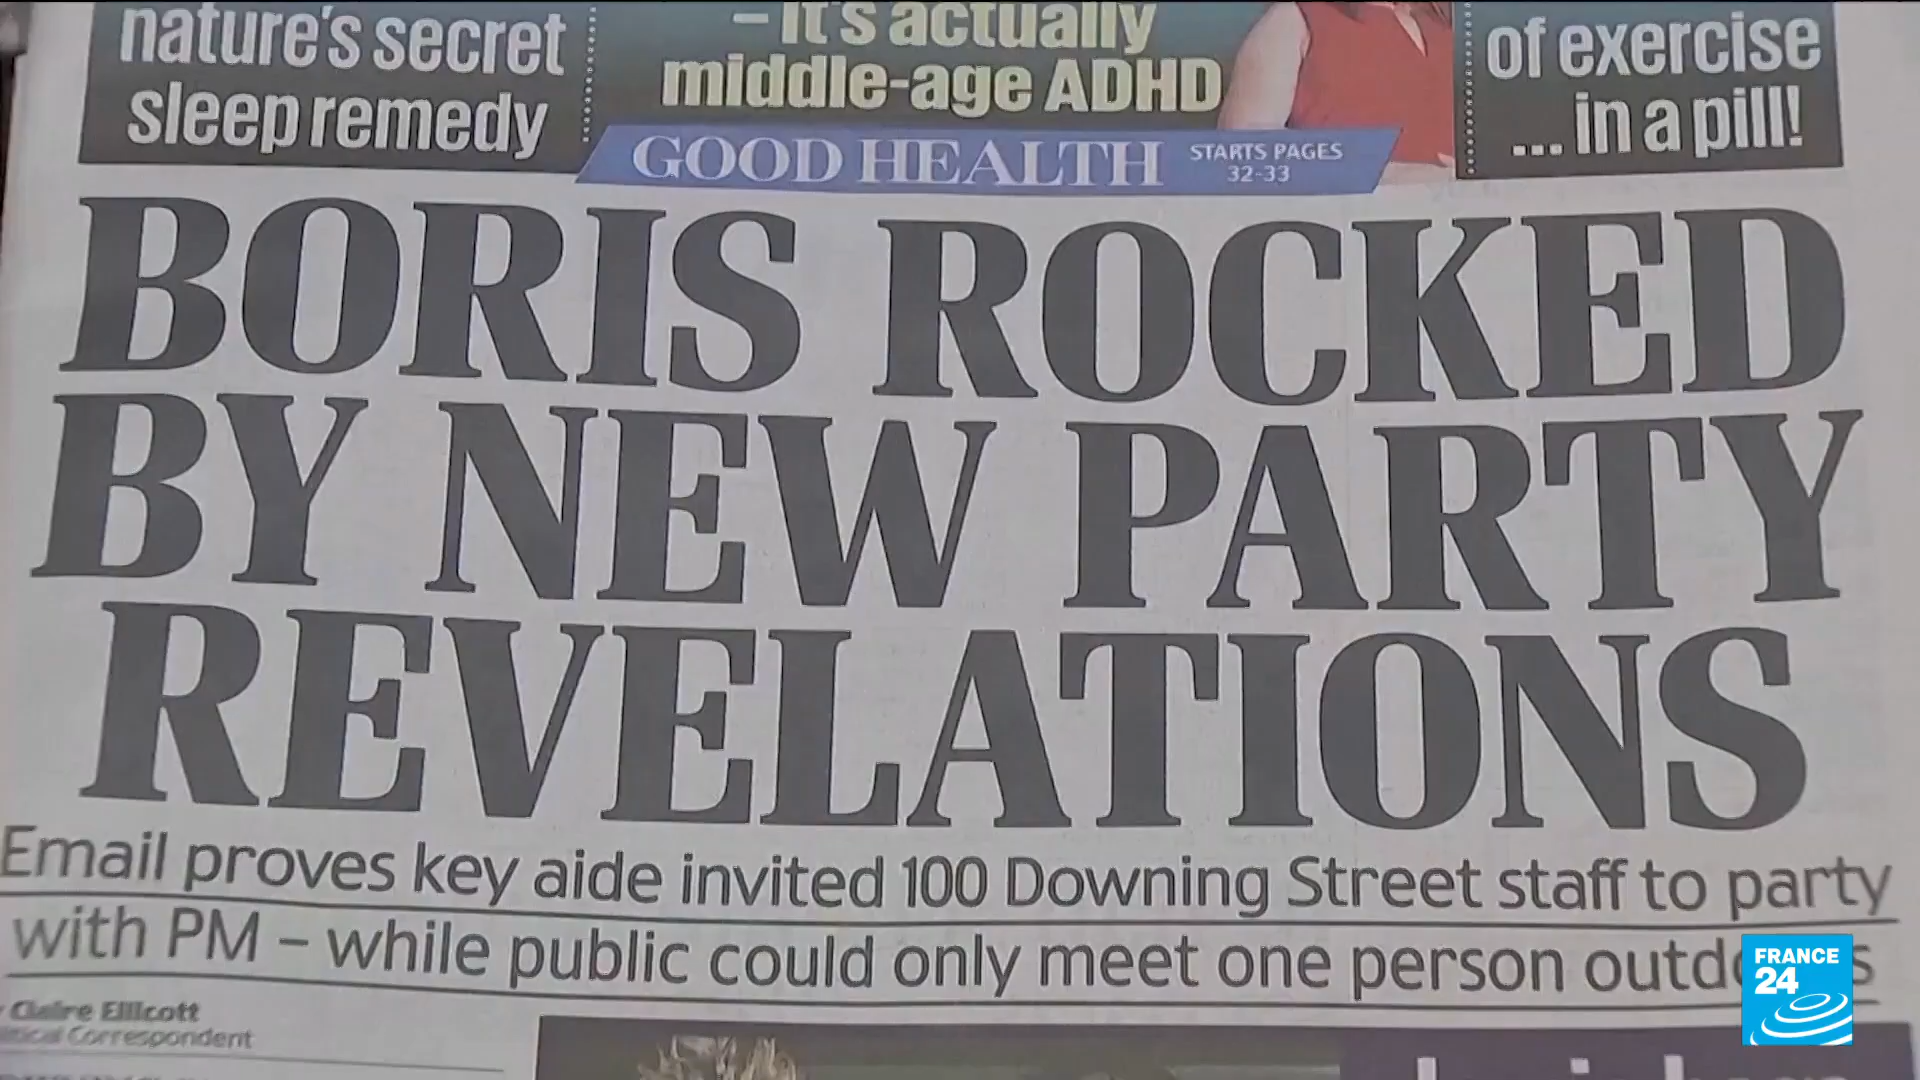 nature's secret
sleep remedy
– it's actually
middle-age ADHD
of exercise
... in a pill!
GOOD HEALTH STARTS PAGES
32-33
BORIS ROCKED
BY NEW PARTY
REVELATIONS
Email proves key aide invited 100 Downing Street staff to party
with PM – while public could only meet one person
Claire Ellicott
Correspondent
FRANCE
24